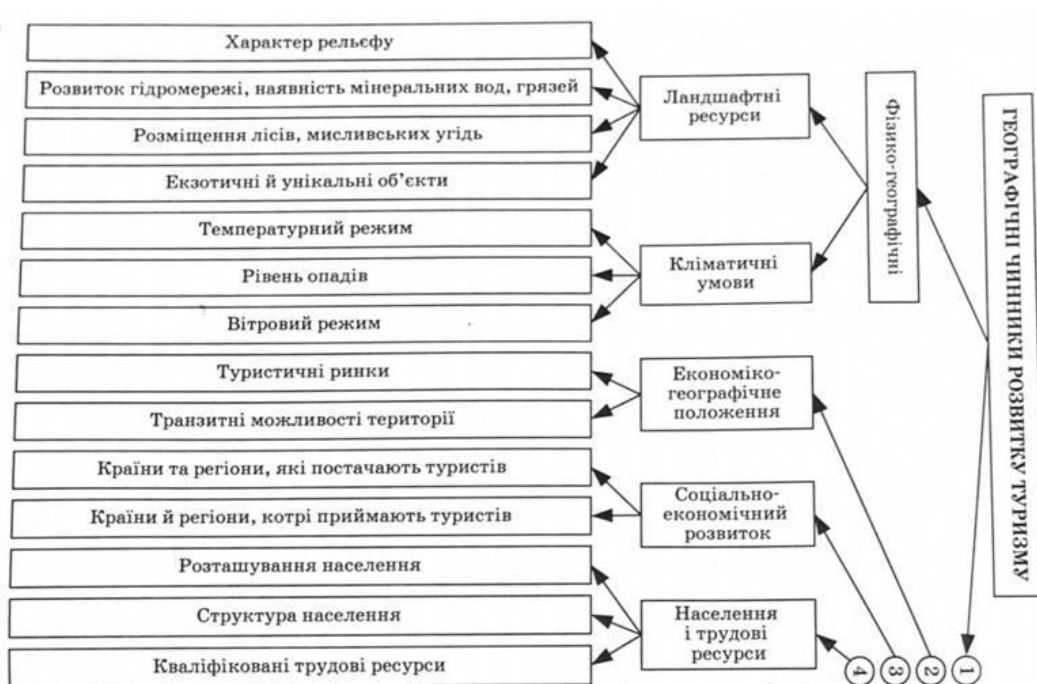 Характер рельєфу
Розвиток гідромережі, наявність мінеральних вод, грязей
Розміщення лісів, мисливських угідь
Екзотичні й унікальні об’єкти
Температурний режим
Рівень опадів
Вітровий режим
Туристичні ринки
Транзитні можливості території
Країни та регіони, які постачають туристів
Країни й регіони, котрі приймають туристів
Розташування населення
Структура населення
Кваліфіковані трудові ресурси
Ландшафтні
ресурси
Кліматичні
умови
Економіко-
географічне
положення
Соціально-
економічний
розвиток
Населення
і трудові
ресурси
Фізико-географічні
ГЕОГРАФІЧНІ ЧИННИКИ РОЗВИТКУ ТУРИЗМУ
4
3
2
1